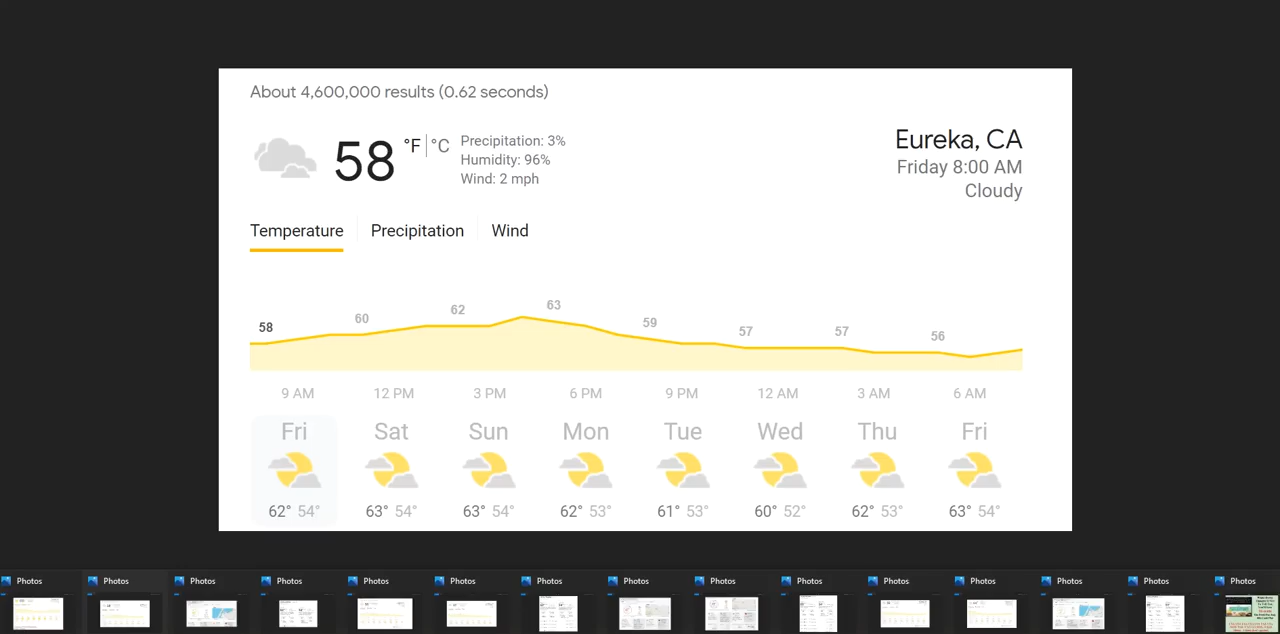 About 4,600,000 results (0.62 seconds)
58 °F °C
Precipitation: 3%
Humidity: 96%
Wind: 2 mph
Eureka, CA
Friday 8:00 AM
Cloudy
Temperature Precipitation Wind
58 60 62 63 59 57 57 56
9 AM 12 PM 3 PM 6 PM 9 PM 12 AM 3 AM 6 AM
Fri Sat Sun Mon Tue Wed Thu Fri
62° 54° 63° 54° 63° 54° 62° 53° 61° 53° 60° 52° 62° 53° 63° 54°
Photos Photos Photos Photos Photos Photos Photos Photos Photos Photos Photos Photos Photos Photos Photos